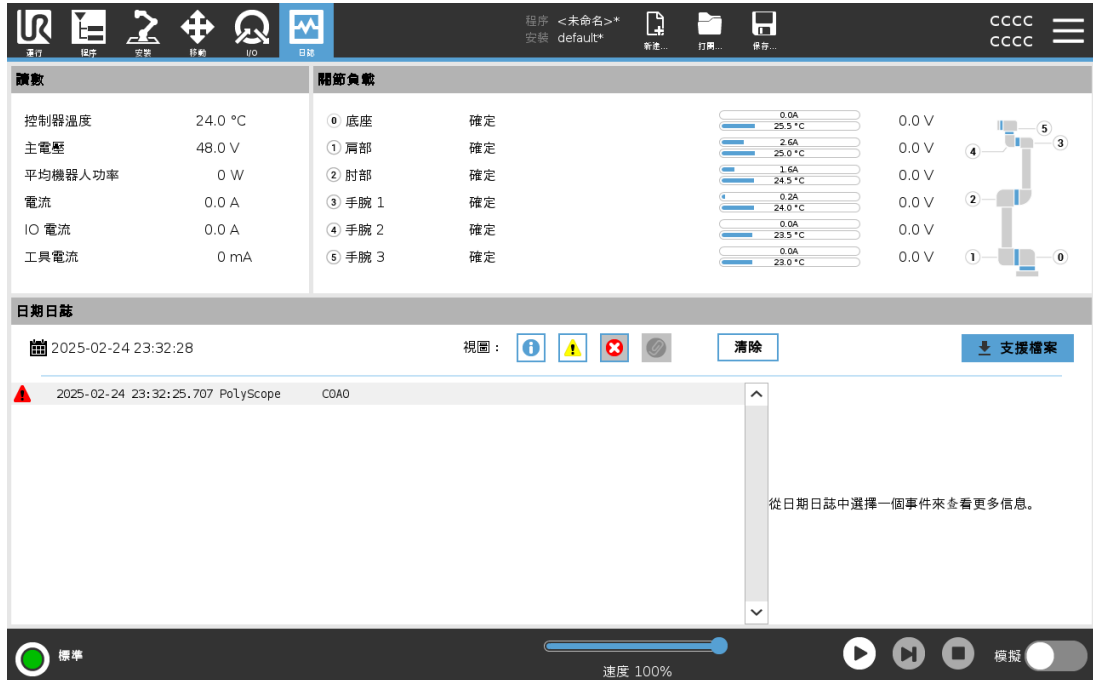 程序 <未命名>*
安裝 default*
運行
程序
安裝
移動
I/O
日誌
新建...
打開...
保存...
cccc
cccc
讀數
關節負載
控制器溫度 24.0 °C
主電壓 48.0 V
平均機器人功率 0 W
電流 0.0 A
IO 電流 0.0 A
工具電流 0 mA
0 底座 確定 0.0A 25.5 °C 0.0 V
1 肩部 確定 2.6A 25.0 °C 0.0 V
2 肘部 確定 1.6A 24.5 °C 0.0 V
3 手腕 1 確定 0.2A 24.0 °C 0.0 V
4 手腕 2 確定 0.0A 23.5 °C 0.0 V
5 手腕 3 確定 0.0A 23.0 °C 0.0 V
5
3
4
2
1
0
日期日誌
2025-02-24 23:32:28
視圖：
清除
支援檔案
2025-02-24 23:32:25.707 PolyScope C0A0
從日期日誌中選擇一個事件來查看更多信息。
標準
速度 100%
模擬